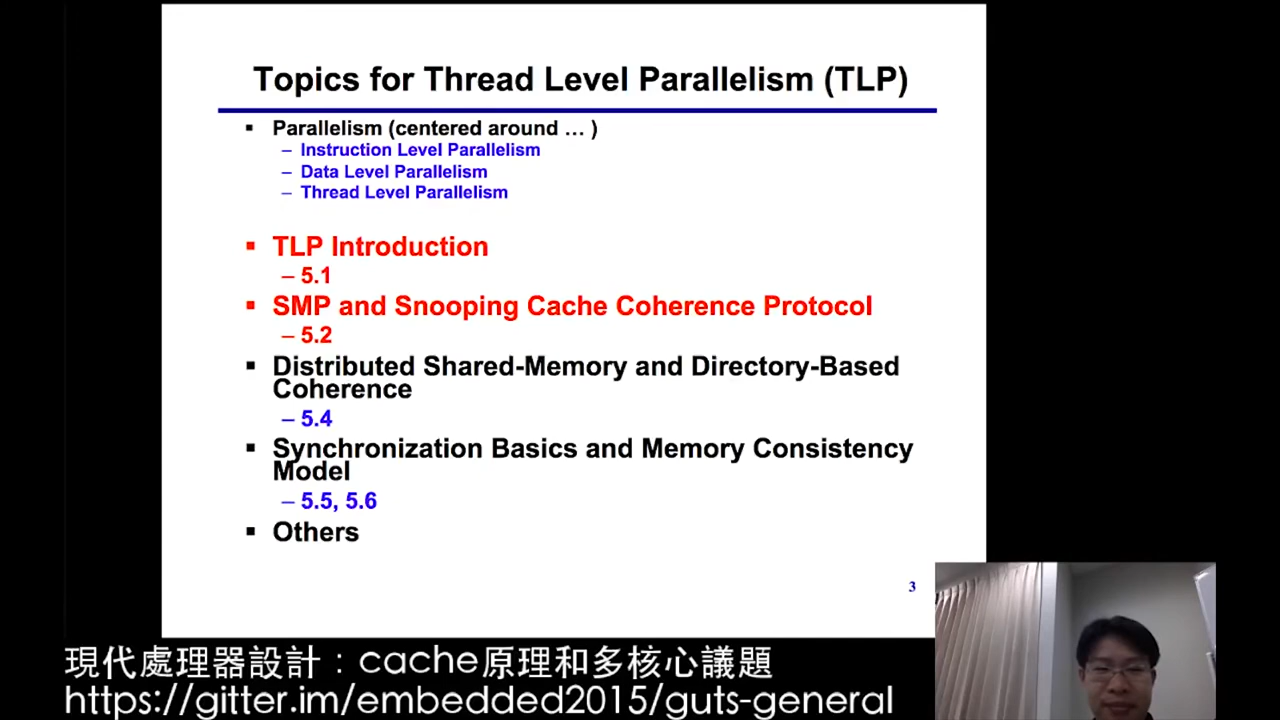 Topics for Thread Level Parallelism (TLP)
▪ Parallelism (centered around … )
– Instruction Level Parallelism
– Data Level Parallelism
– Thread Level Parallelism
▪ TLP Introduction
– 5.1
▪ SMP and Snooping Cache Coherence Protocol
– 5.2
▪ Distributed Shared-Memory and Directory-Based
Coherence
– 5.4
▪ Synchronization Basics and Memory Consistency
Model
– 5.5, 5.6
▪ Others
3
現代處理器設計：cache原理和多核心議題
https://gitter.im/embedded2015/guts-general